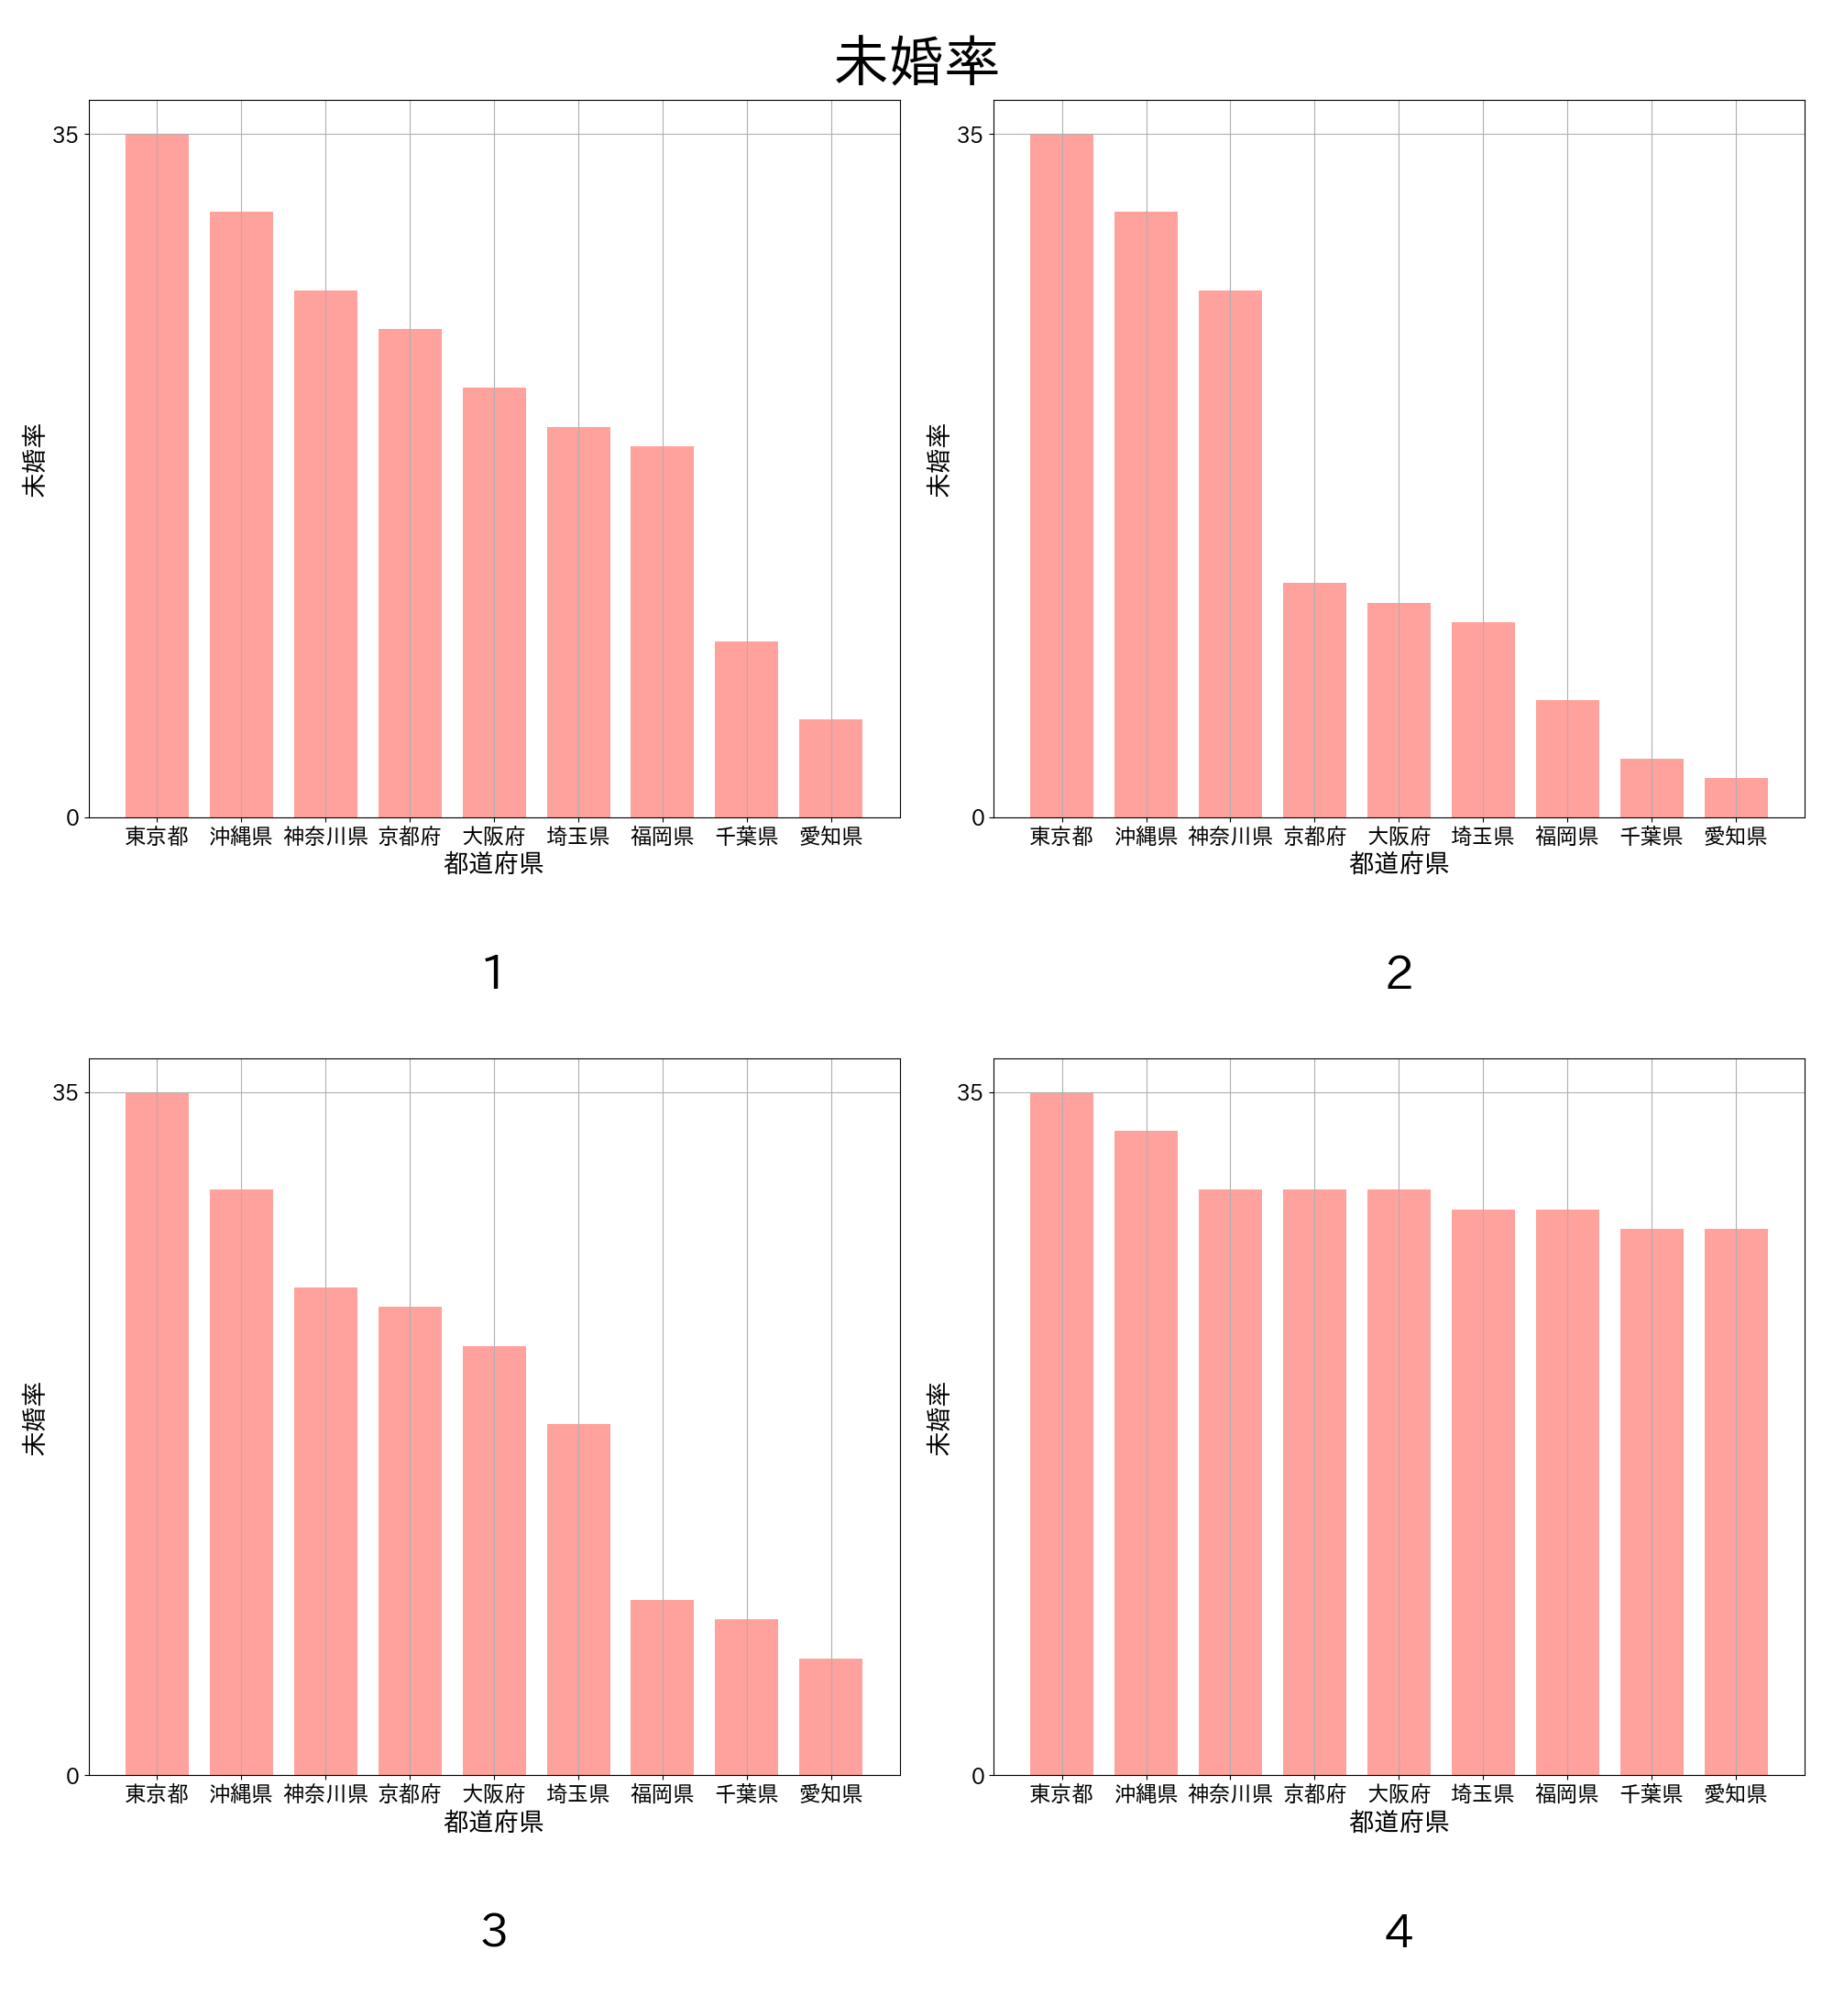 未婚率
35
0
未婚率
東京都 沖縄県 神奈川県 京都府 大阪府 埼玉県 福岡県 千葉県 愛知県
都道府県
1
35
0
未婚率
東京都 沖縄県 神奈川県 京都府 大阪府 埼玉県 福岡県 千葉県 愛知県
都道府県
2
35
0
未婚率
東京都 沖縄県 神奈川県 京都府 大阪府 埼玉県 福岡県 千葉県 愛知県
都道府県
3
35
0
未婚率
東京都 沖縄県 神奈川県 京都府 大阪府 埼玉県 福岡県 千葉県 愛知県
都道府県
4